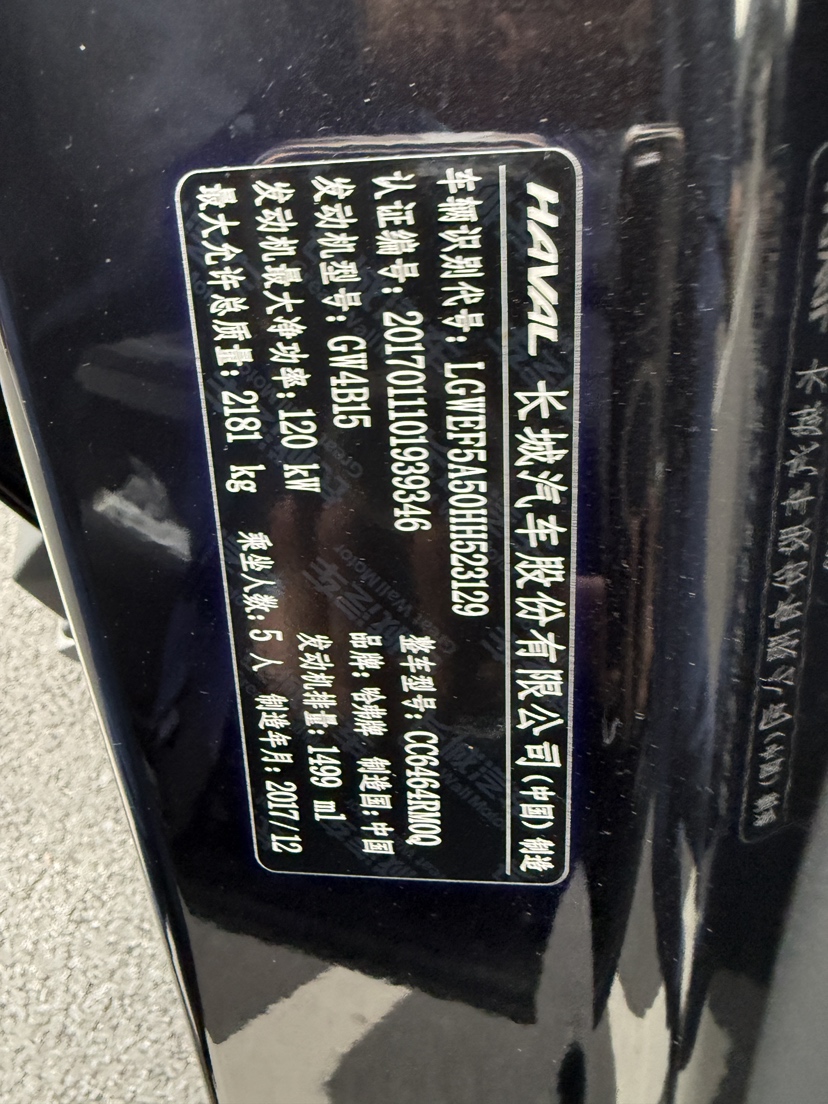 HAVAL 长城汽车股份有限公司(中国)制造
车辆识别代号: LGWEF5A50HH523129
认证编号: 2017011101939346 整车型号: CC6464RM0Q
发动机型号: GW4B15 品牌: 哈弗牌 制造国: 中国
发动机最大净功率: 120 kW 发动机排量: 1499 ml
最大允许总质量: 2181 kg 乘坐人数: 5 人 制造年月: 2017/12